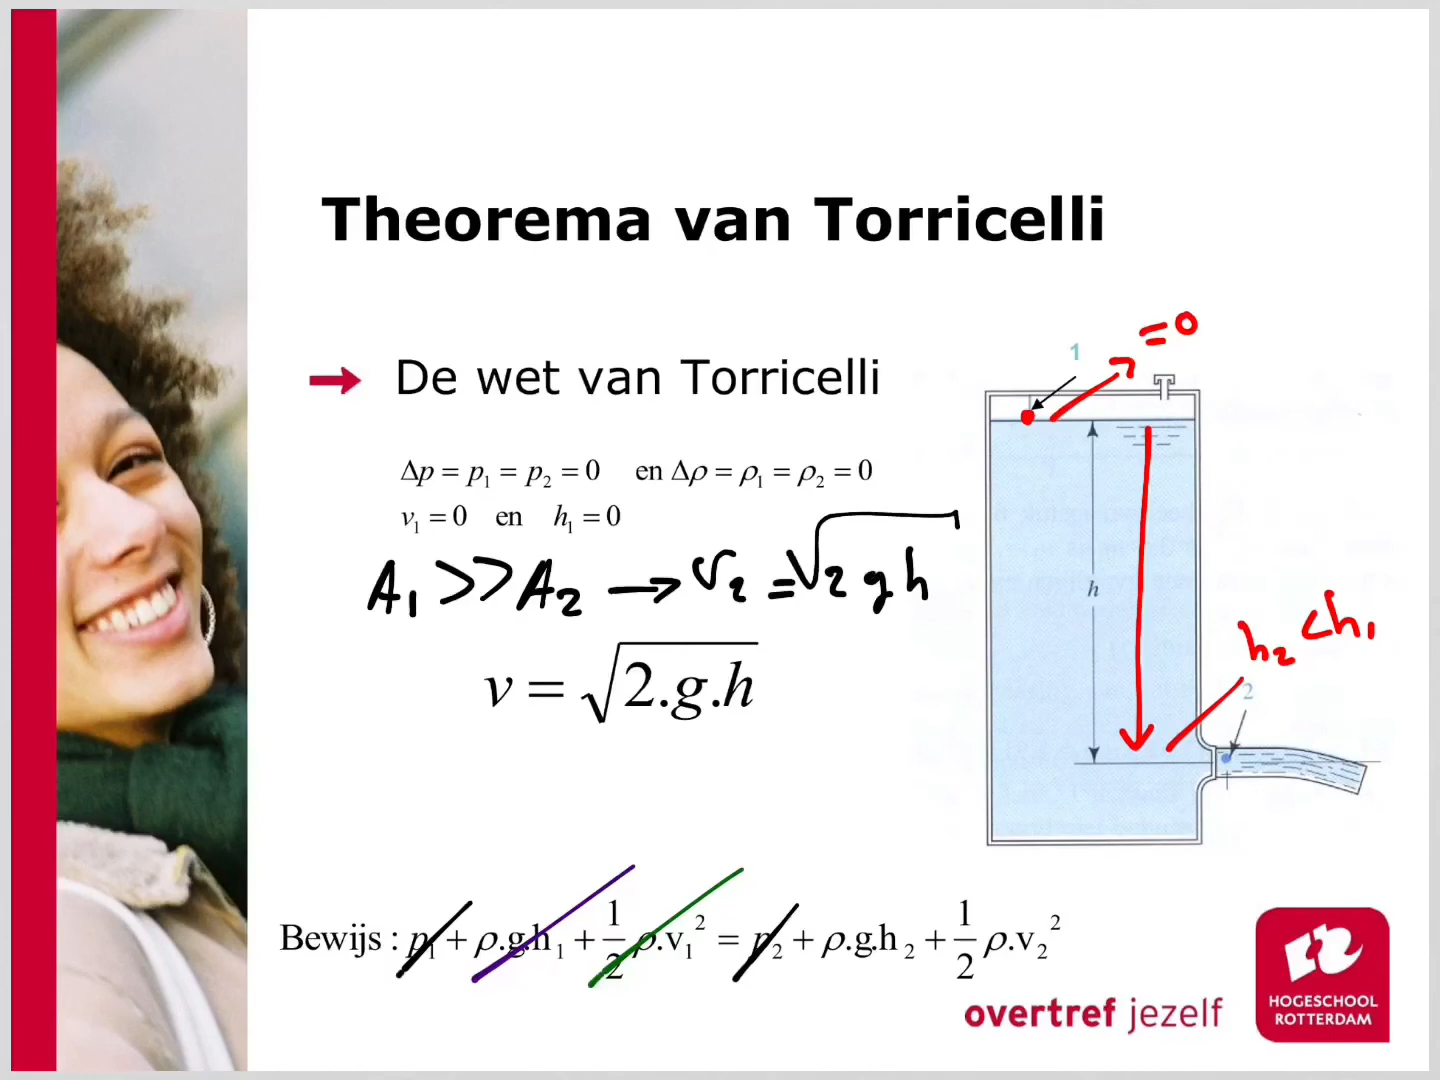 Theorema van Torricelli
De wet van Torricelli
Δp = p₁ = p₂ = 0 en Δρ = ρ₁ = ρ₂ = 0
v₁ = 0 en h₁ = 0
A₁ >> A₂ → v₂ = √2gh
v = √2.g.h
1
= 0
h
h₂ < h₁
2
Bewijs : p₁ + ρ.g.h₁ + 1/2 ρ.v₁² = p₂ + ρ.g.h₂ + 1/2 ρ.v₂²
overtref jezelf
HOGESCHOOL
ROTTERDAM